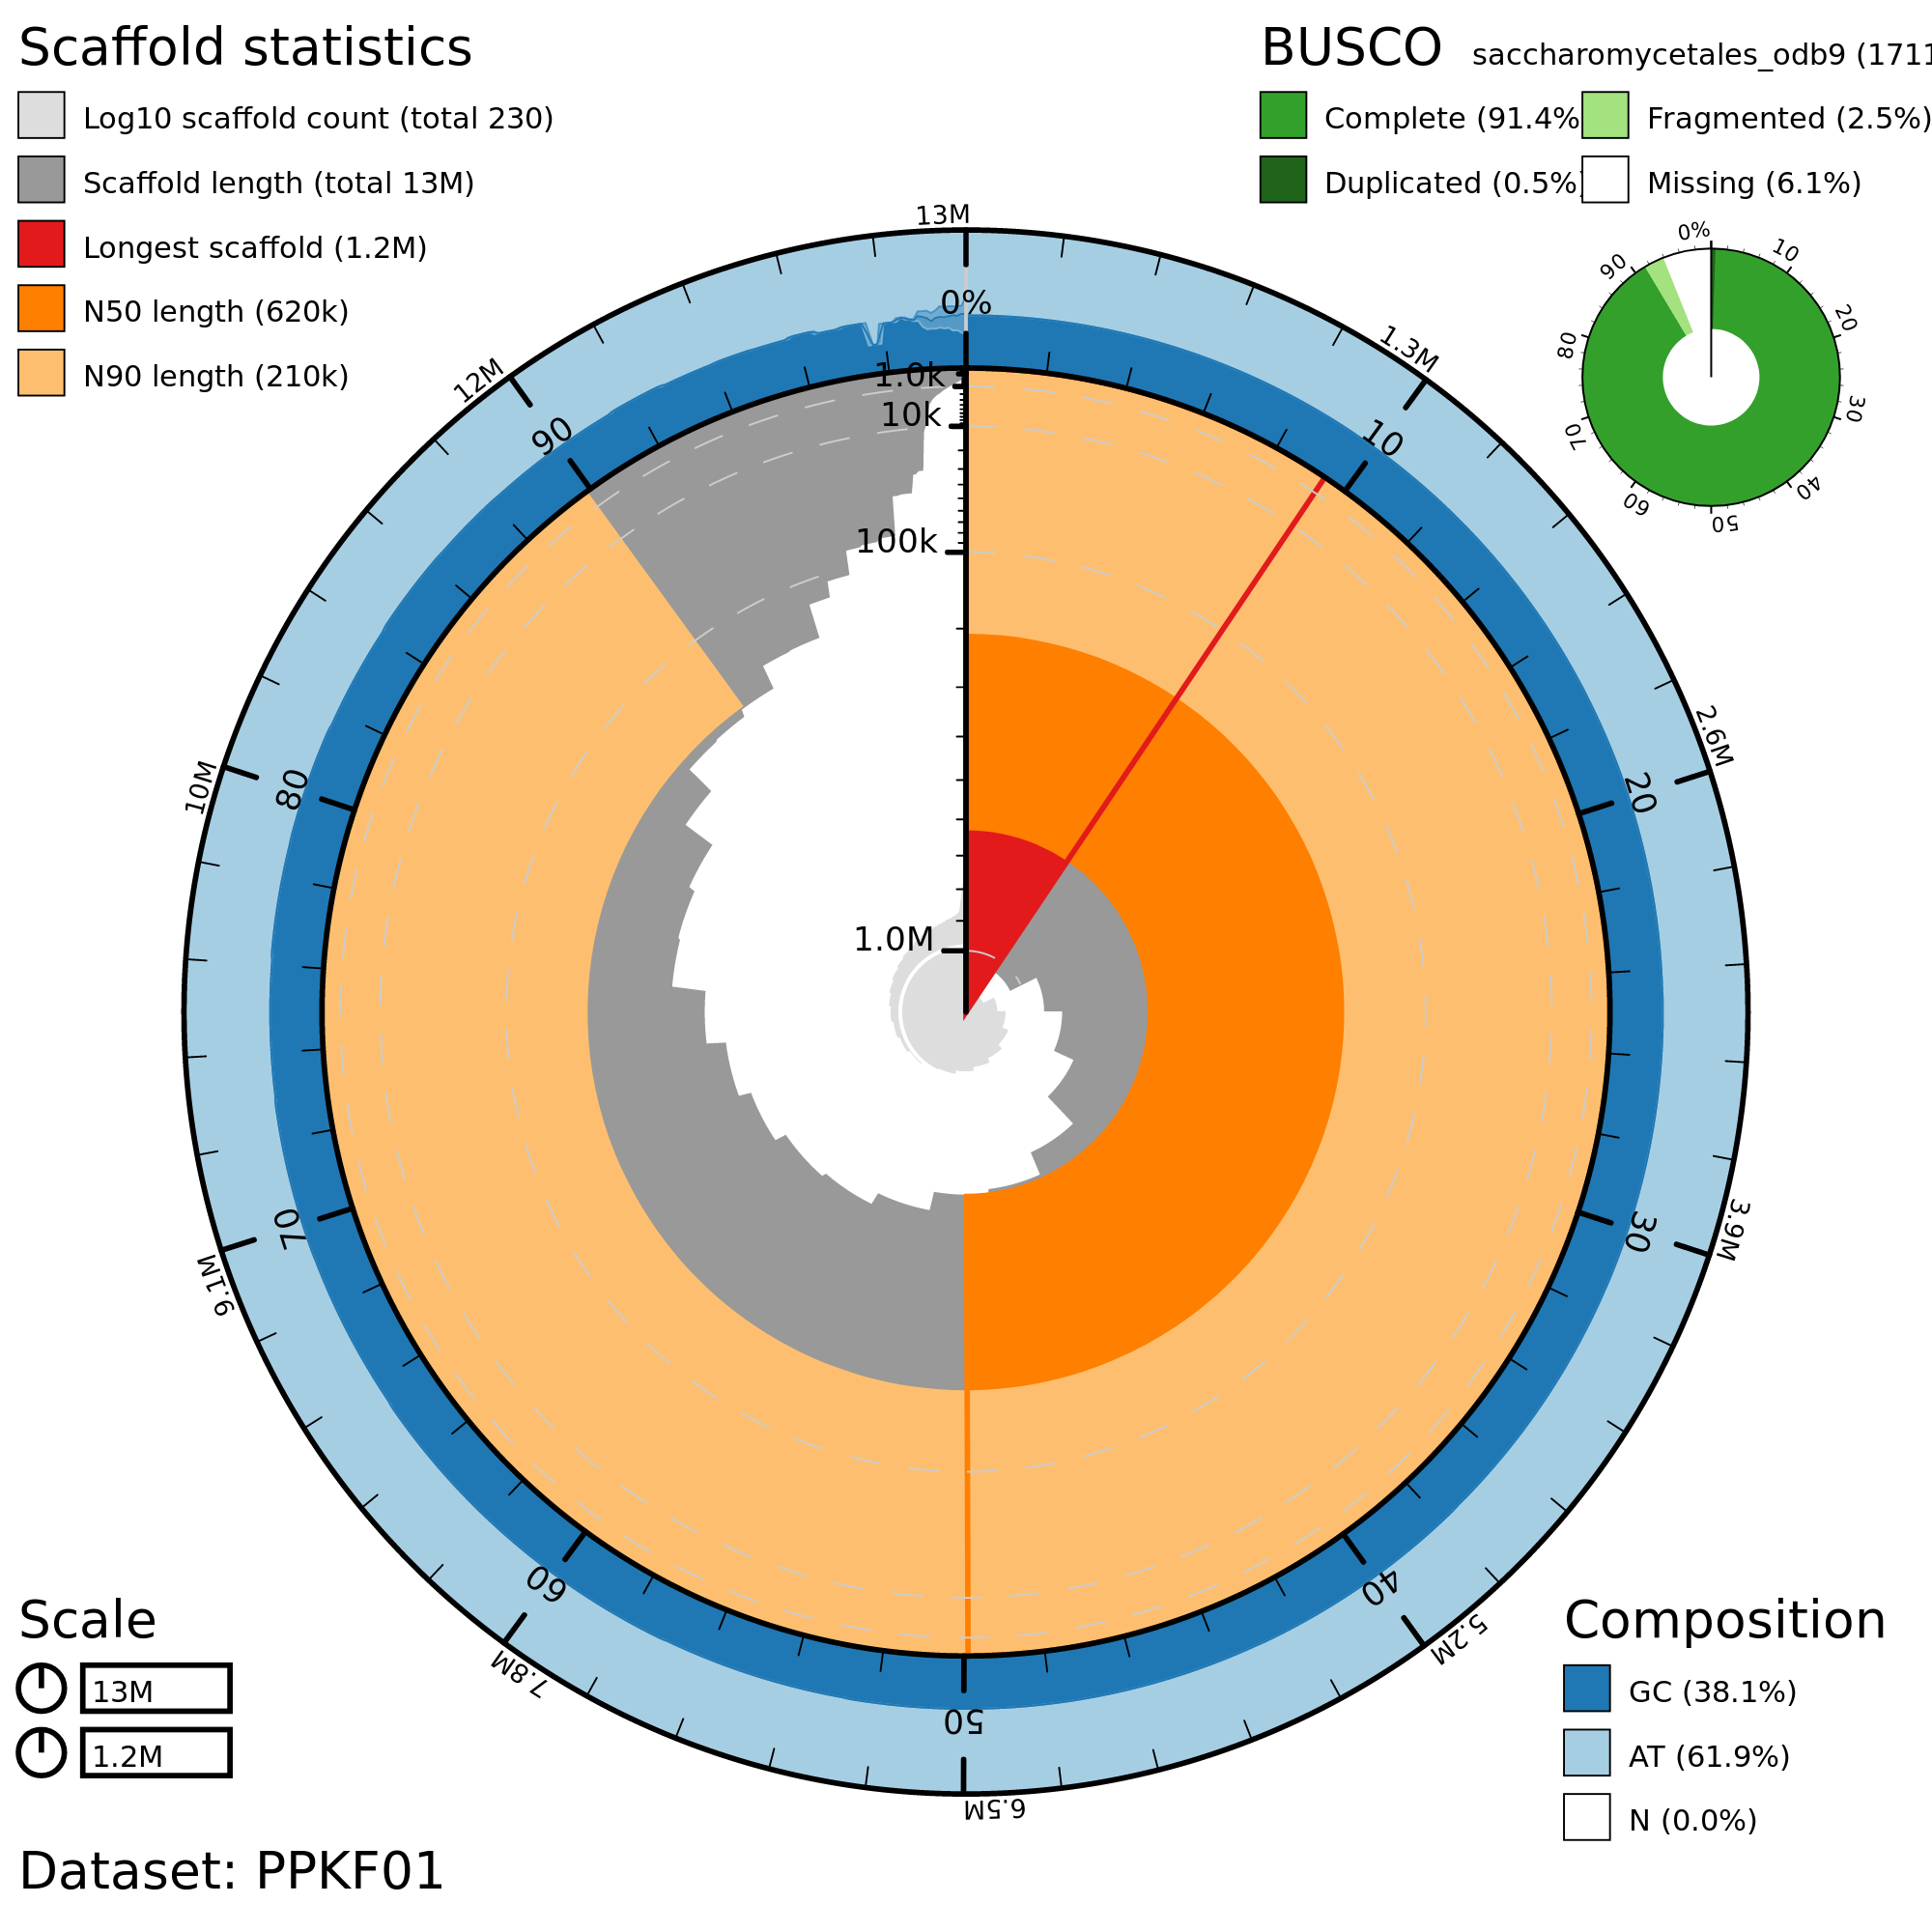 Scaffold statistics
Log10 scaffold count (total 230)
Scaffold length (total 13M)
Longest scaffold (1.2M)
N50 length (620k)
N90 length (210k)
BUSCO saccharomycetales_odb9 (1711
Complete (91.4% Fragmented (2.5%)
Duplicated (0.5% Missing (6.1%)
0%
10
20
30
40
50
60
70
80
90
13M
1.3M
2.6M
3.9M
5.2M
6.5M
7.8M
9.1M
10M
12M
0%
10
20
30
40
50
60
70
80
90
1.0k
10k
100k
1.0M
Scale
13M
1.2M
Composition
GC (38.1%)
AT (61.9%)
N (0.0%)
Dataset: PPKF01